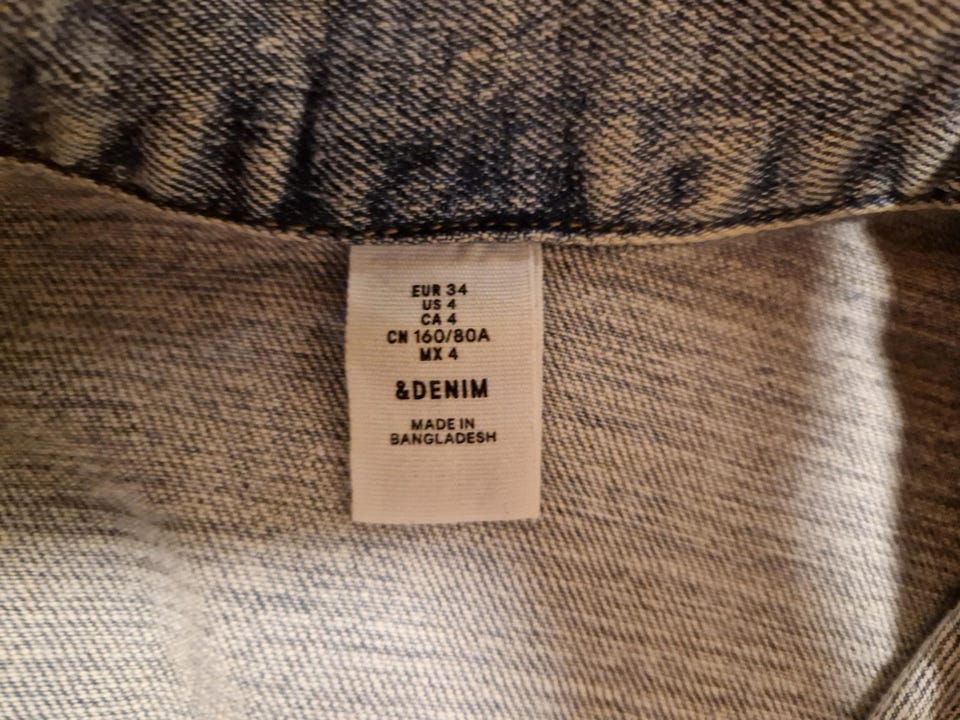 EUR 34
US 4
CA 4
CN 160/80A
MX 4
&DENIM
MADE IN
BANGLADESH